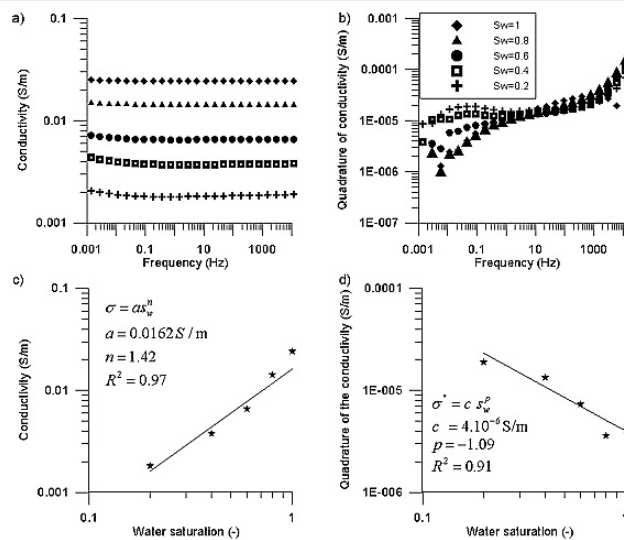 a)
Conductivity (S/m)
0.1
0.01
0.001
0.001
0.1
10
1000
Frequency (Hz)
b)
Quadrature of conductivity (S/m)
0.001
0.0001
1E-005
1E-006
1E-007
Sw=1
Sw=0.8
Sw=0.6
Sw=0.4
Sw=0.2
0.001
0.1
10
1000
Frequency (Hz)
c)
Conductivity (S/m)
0.1
0.01
0.001
σ = as_w^n
a = 0.0162 S / m
n = 1.42
R² = 0.97
0.1
1
Water saturation (-)
d)
Quadrature of the conductivity (S/m)
0.0001
1E-005
1E-006
σ" = c s_w^p
c = 4.10⁻⁶ S/m
p = −1.09
R² = 0.91
0.1
1
Water saturation (-)